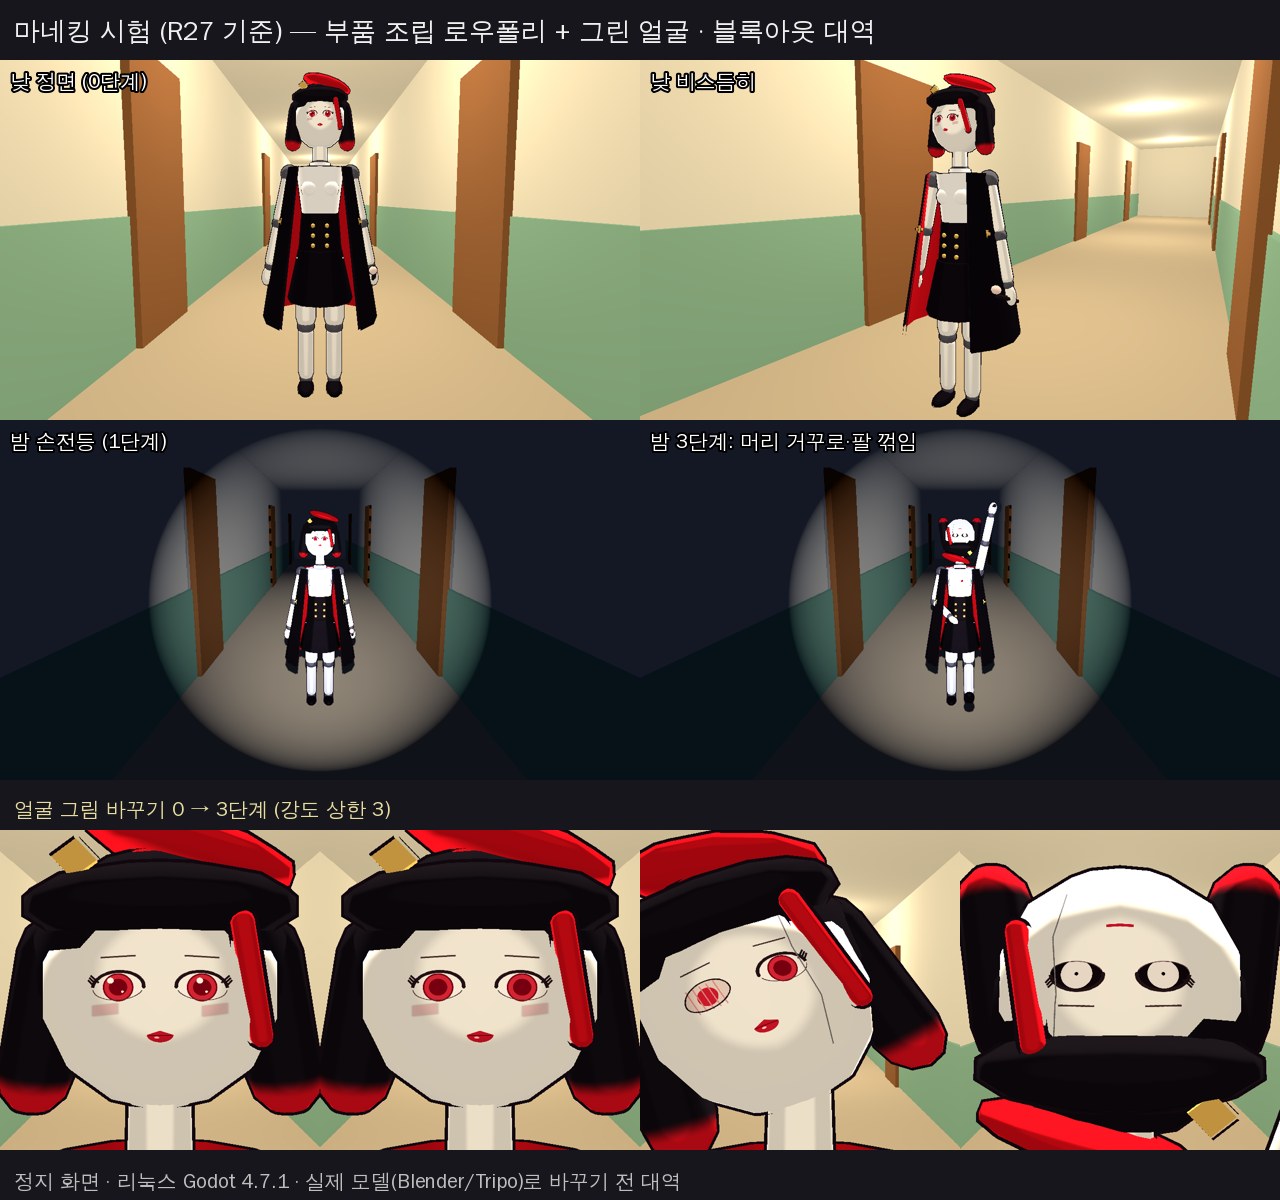 마네킹 시험 (R27 기준) — 부품 조립 로우폴리 + 그린 얼굴 · 블록아웃 대역
낮 정면 (0단계)
낮 비스듬히
밤 손전등 (1단계)
밤 3단계: 머리 거꾸로·팔 꺾임
얼굴 그림 바꾸기 0 → 3단계 (강도 상한 3)
정지 화면 · 리눅스 Godot 4.7.1 · 실제 모델(Blender/Tripo)로 바꾸기 전 대역